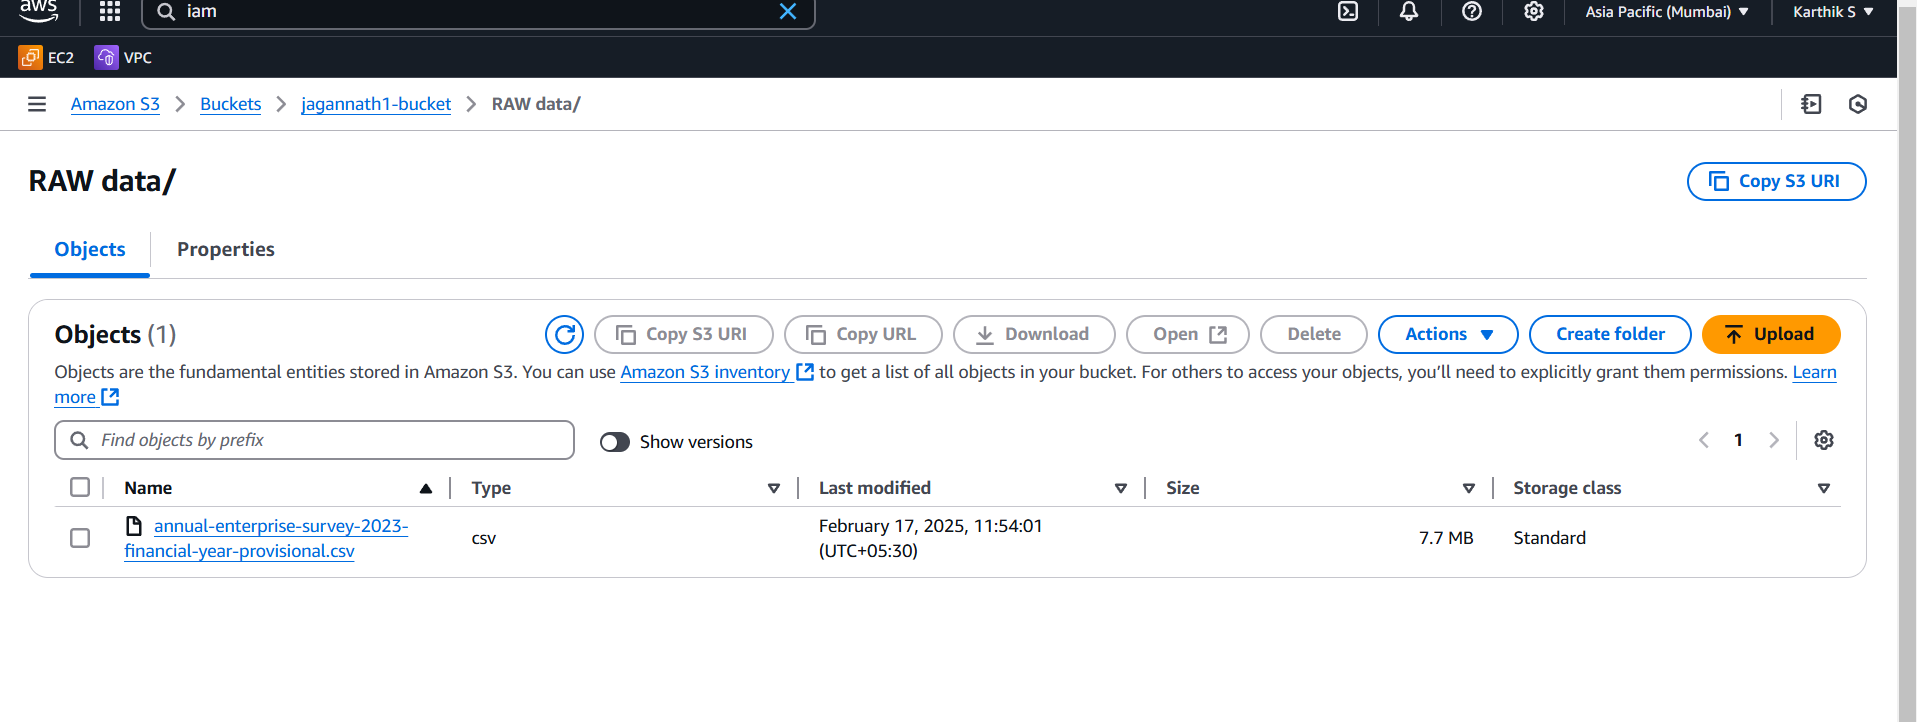 aws
iam
Asia Pacific (Mumbai)
Karthik S
EC2
VPC
Amazon S3
Buckets
jagannath1-bucket
RAW data/
RAW data/
Copy S3 URI
Objects
Properties
Objects (1)
Copy S3 URI
Copy URL
Download
Open
Delete
Actions
Create folder
Upload
Objects are the fundamental entities stored in Amazon S3. You can use Amazon S3 inventory to get a list of all objects in your bucket. For others to access your objects, you’ll need to explicitly grant them permissions. Learn
more
Find objects by prefix
Show versions
1
Name
Type
Last modified
Size
Storage class
annual-enterprise-survey-2023-
financial-year-provisional.csv
csv
February 17, 2025, 11:54:01
(UTC+05:30)
7.7 MB
Standard